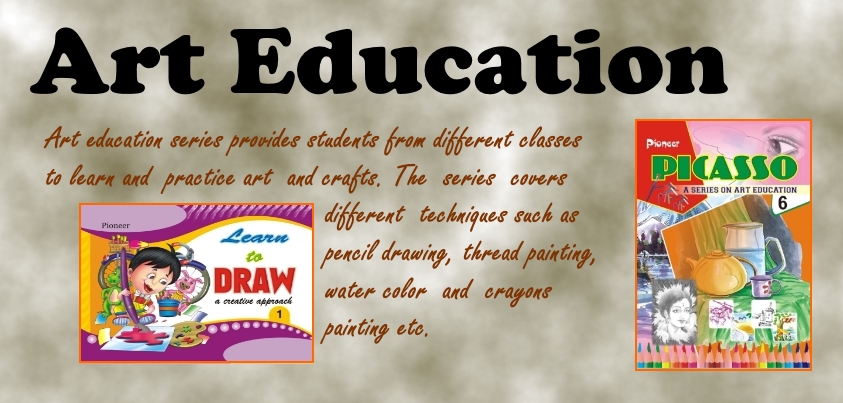 Art Education
Art education series provides students from different classes
to learn and practice art and crafts. The series covers
different techniques such as
pencil drawing, thread painting,
water color and crayons
painting etc.
Pioneer
Learn
to
DRAW
a creative approach
1
Pioneer
PICASSO
A SERIES ON ART EDUCATION
6